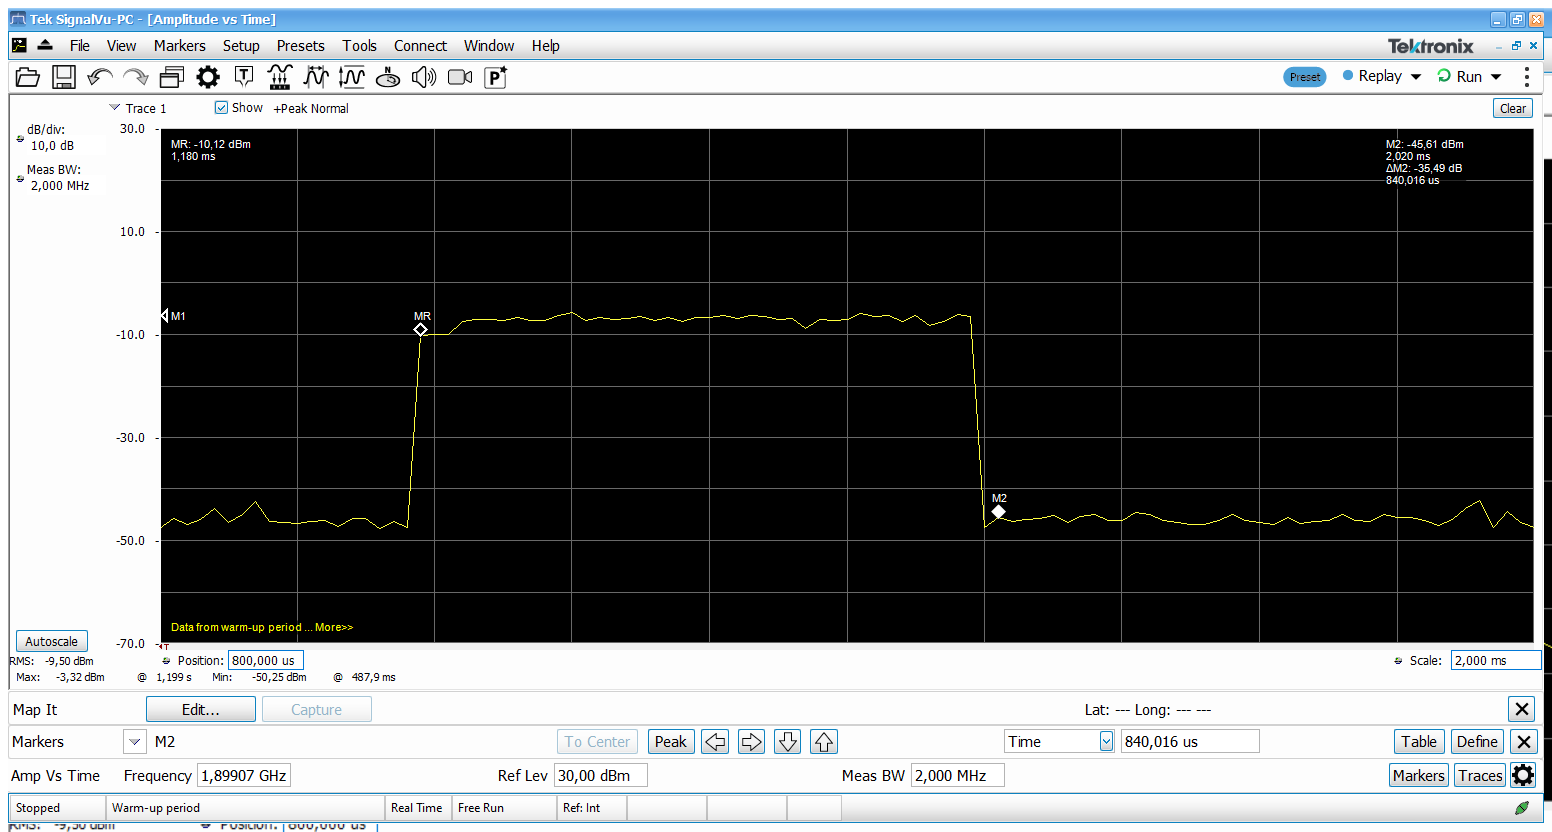 Tek SignalVu-PC - [Amplitude vs Time]
File View Markers Setup Presets Tools Connect Window Help
Tektronix
Preset Replay Run
Trace 1 Show +Peak Normal
Clear
dB/div:
10,0 dB
Meas BW:
2,000 MHz
30.0
10.0
-10.0
-30.0
-50.0
-70.0
MR: -10,12 dBm
1,180 ms
M2: -45,61 dBm
2,020 ms
ΔM2: -35,49 dB
840,016 us
M1
MR
M2
Data from warm-up period ... More>>
T
Autoscale
Position: 800,000 us
Scale: 2,000 ms
RMS: -9,50 dBm
Max: -3,32 dBm @ 1,199 s Min: -50,25 dBm @ 487,9 ms
Map It Edit... Capture Lat: --- Long: --- ---
Markers M2 To Center Peak Time 840,016 us Table Define
Amp Vs Time Frequency 1,89907 GHz Ref Lev 30,00 dBm Meas BW 2,000 MHz Markers Traces
Stopped Warm-up period Real Time Free Run Ref: Int
RMS: -9,50 dBm Position: 800,000 us